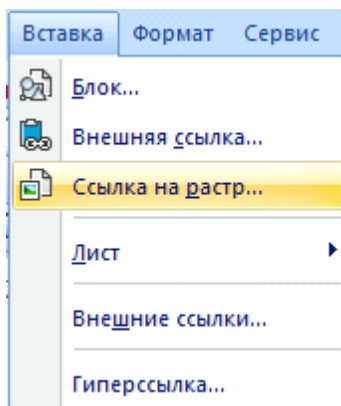 Вставка Формат Сервис
Блок...
Внешняя ссылка...
Ссылка на растр...
Лист
Внешние ссылки...
Гиперссылка...